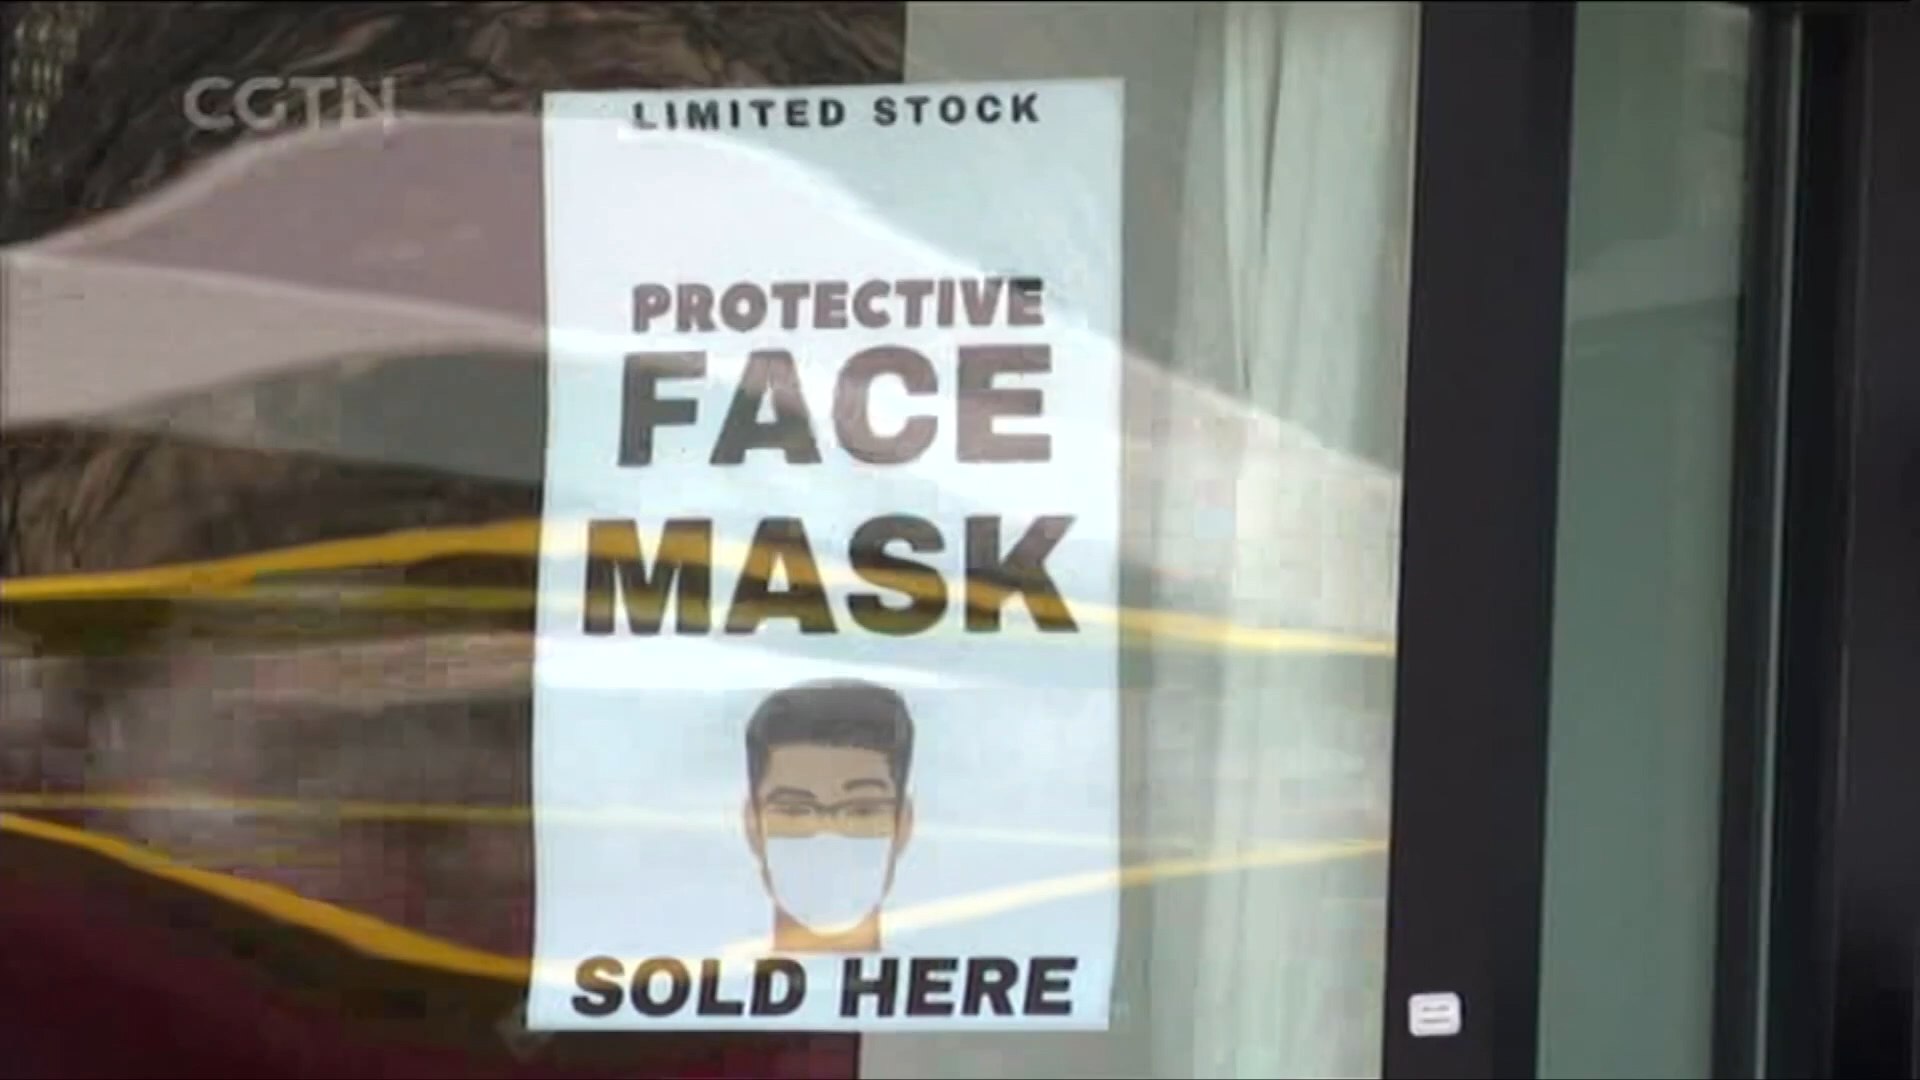 CGTN
LIMITED STOCK
PROTECTIVE
FACE
MASK
SOLD HERE